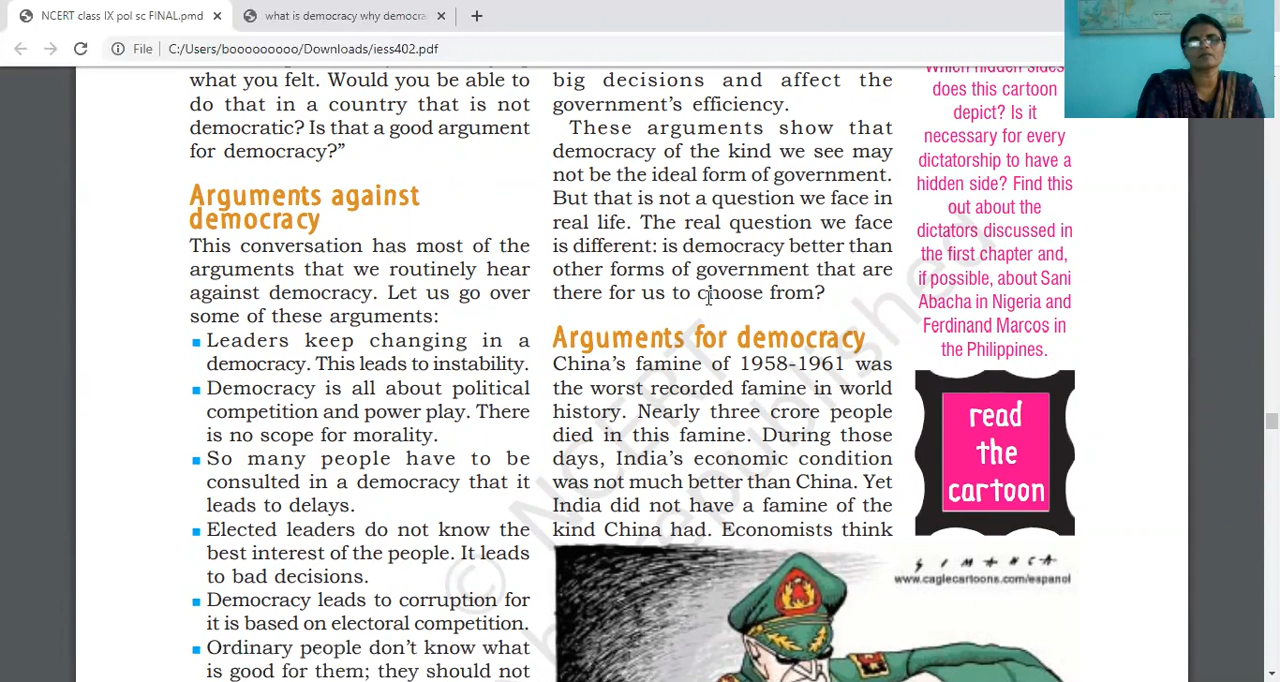 NCERT class IX pol sc FINAL.pmd
what is democracy why democra
File
C:/Users/booooooooo/Downloads/iess402.pdf
what you felt. Would you be able to
do that in a country that is not
democratic? Is that a good argument
for democracy?”
Arguments against
democracy
This conversation has most of the
arguments that we routinely hear
against democracy. Let us go over
some of these arguments:
Leaders keep changing in a
democracy. This leads to instability.
Democracy is all about political
competition and power play. There
is no scope for morality.
So many people have to be
consulted in a democracy that it
leads to delays.
Elected leaders do not know the
best interest of the people. It leads
to bad decisions.
Democracy leads to corruption for
it is based on electoral competition.
Ordinary people don’t know what
is good for them; they should not
big decisions and affect the
government’s efficiency.
These arguments show that
democracy of the kind we see may
not be the ideal form of government.
But that is not a question we face in
real life. The real question we face
is different: is democracy better than
other forms of government that are
there for us to choose from?
Arguments for democracy
China’s famine of 1958-1961 was
the worst recorded famine in world
history. Nearly three crore people
died in this famine. During those
days, India’s economic condition
was not much better than China. Yet
India did not have a famine of the
kind China had. Economists think
Which hidden sides
does this cartoon
depict? Is it
necessary for every
dictatorship to have a
hidden side? Find this
out about the
dictators discussed in
the first chapter and,
if possible, about Sani
Abacha in Nigeria and
Ferdinand Marcos in
the Philippines.
read
the
cartoon
SIMANCA
www.caglecartoons.com/espanol
© NCERT
republished